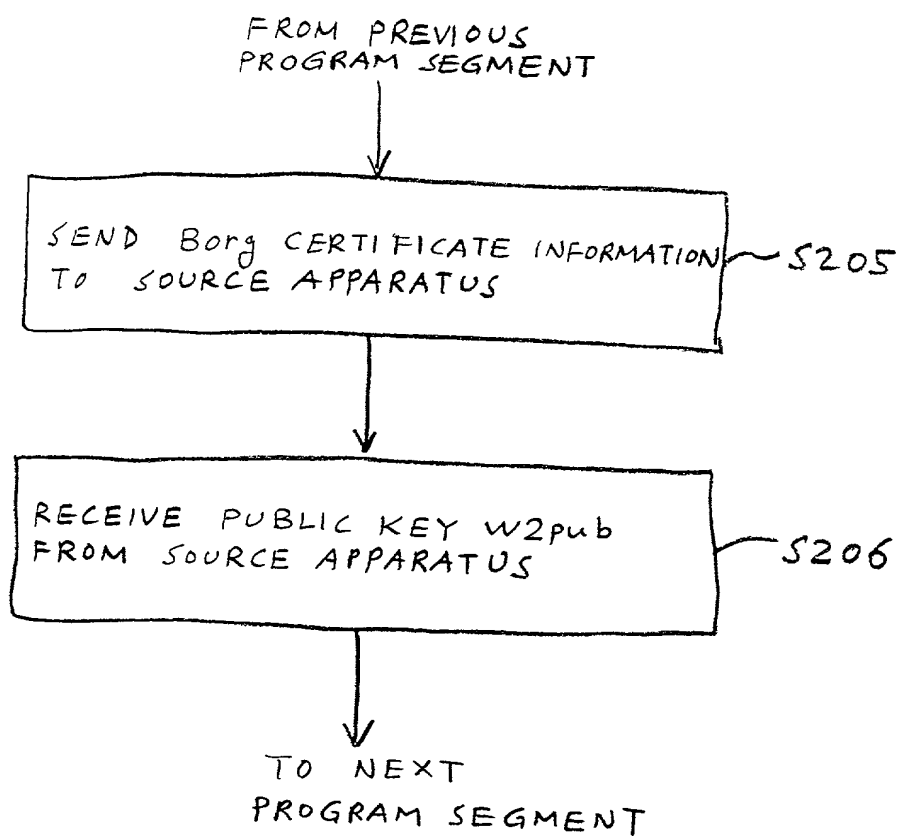 FROM PREVIOUS
PROGRAM SEGMENT
SEND Borg CERTIFICATE INFORMATION
TO SOURCE APPARATUS
S205
RECEIVE PUBLIC KEY W2pub
FROM SOURCE APPARATUS
S206
TO NEXT
PROGRAM SEGMENT